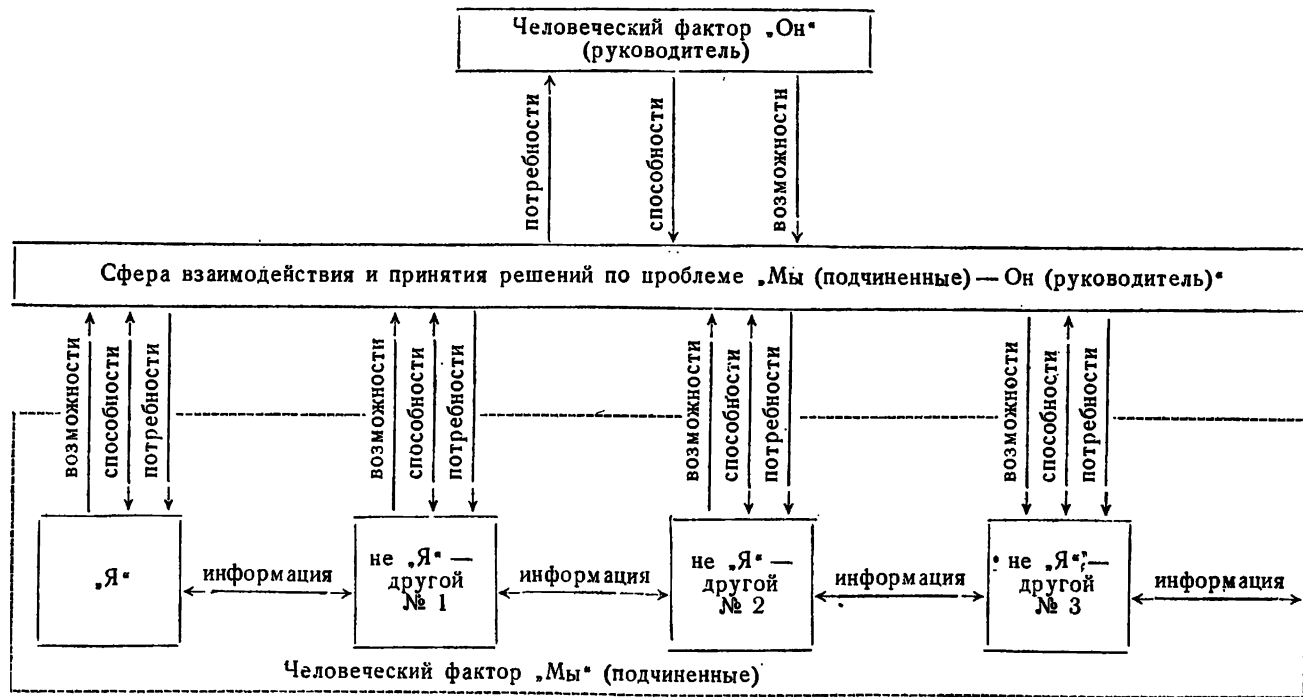 Человеческий фактор „Он“
(руководитель)
потребности
способности
возможности
Сфера взаимодействия и принятия решений по проблеме „Мы (подчиненные) — Он (руководитель)“
возможности
способности
потребности
возможности
способности
потребности
возможности
способности
потребности
возможности
способности
потребности
„Я“
информация
не „Я“ —
другой
№ 1
информация
не „Я“ —
другой
№ 2
информация
не „Я“ —
другой
№ 3
информация
Человеческий фактор „Мы“ (подчиненные)